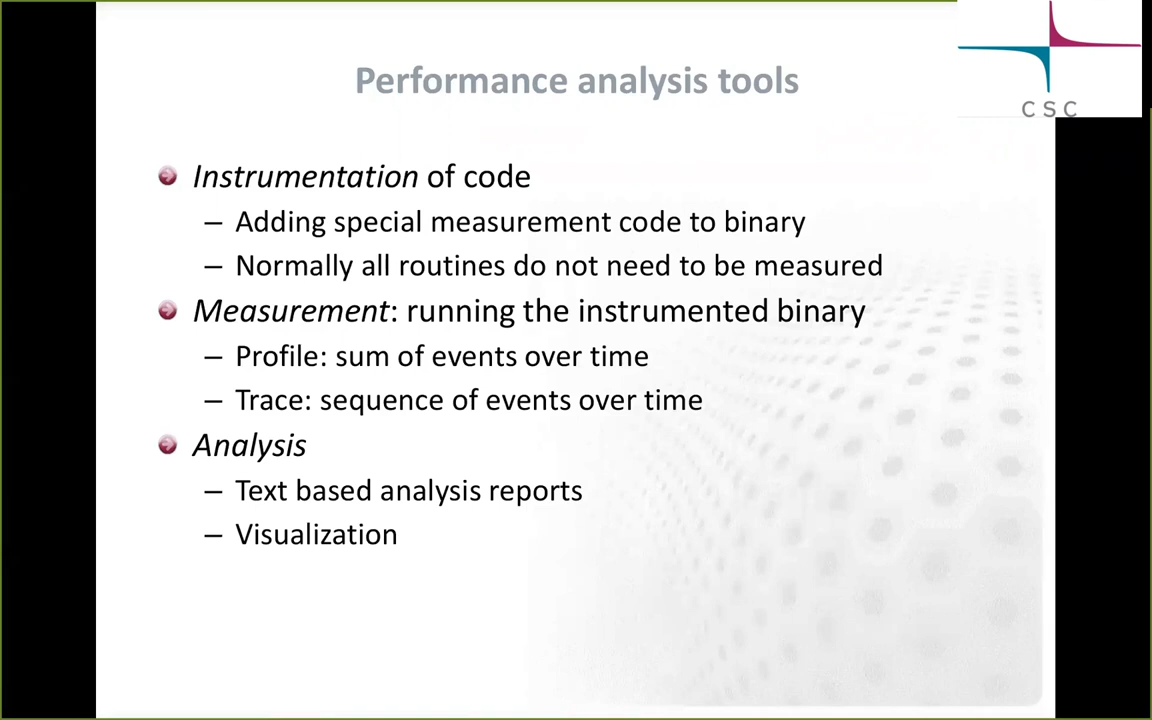 CSC
Performance analysis tools
Instrumentation of code
– Adding special measurement code to binary
– Normally all routines do not need to be measured
Measurement: running the instrumented binary
– Profile: sum of events over time
– Trace: sequence of events over time
Analysis
– Text based analysis reports
– Visualization